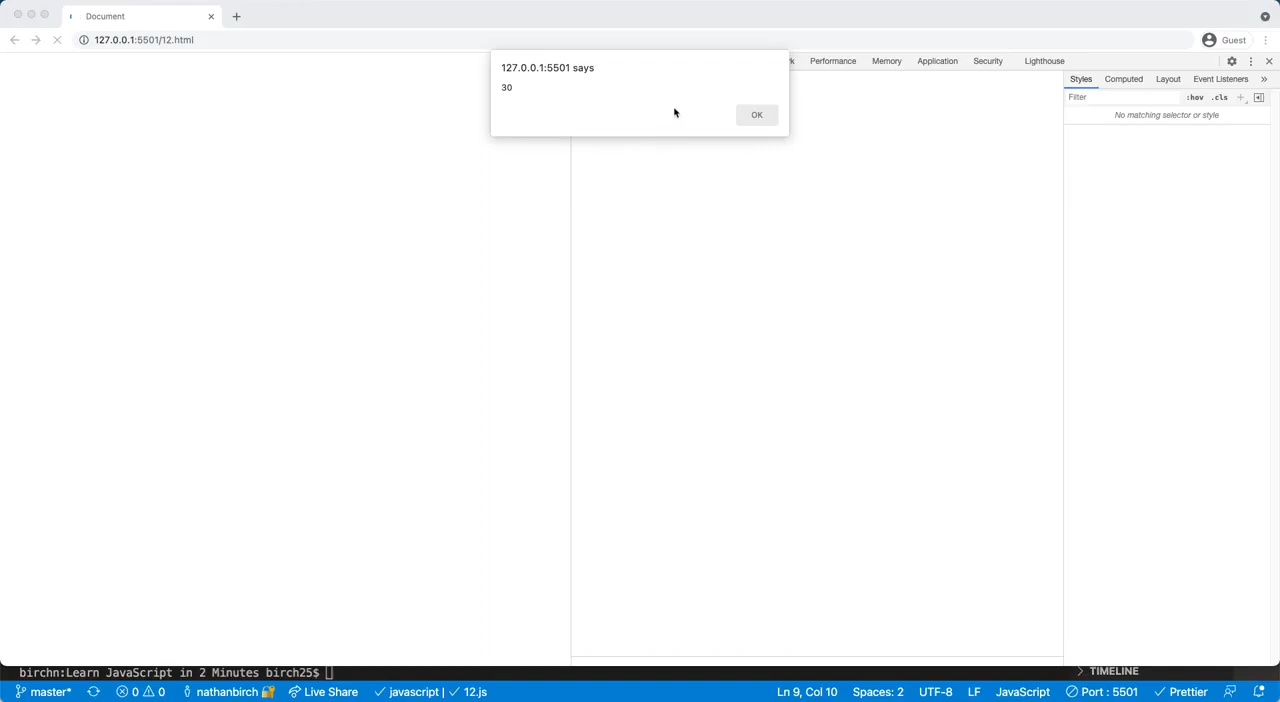 Document
127.0.0.1:5501/12.html
Guest
127.0.0.1:5501 says
30
OK
Performance Memory Application Security Lighthouse
Styles Computed Layout Event Listeners
Filter :hov .cls
No matching selector or style
birchn:Learn JavaScript in 2 Minutes birch25$
TIMELINE
master* 0 0 nathanbirch Live Share javascript | 12.js Ln 9, Col 10 Spaces: 2 UTF-8 LF JavaScript Port : 5501 Prettier